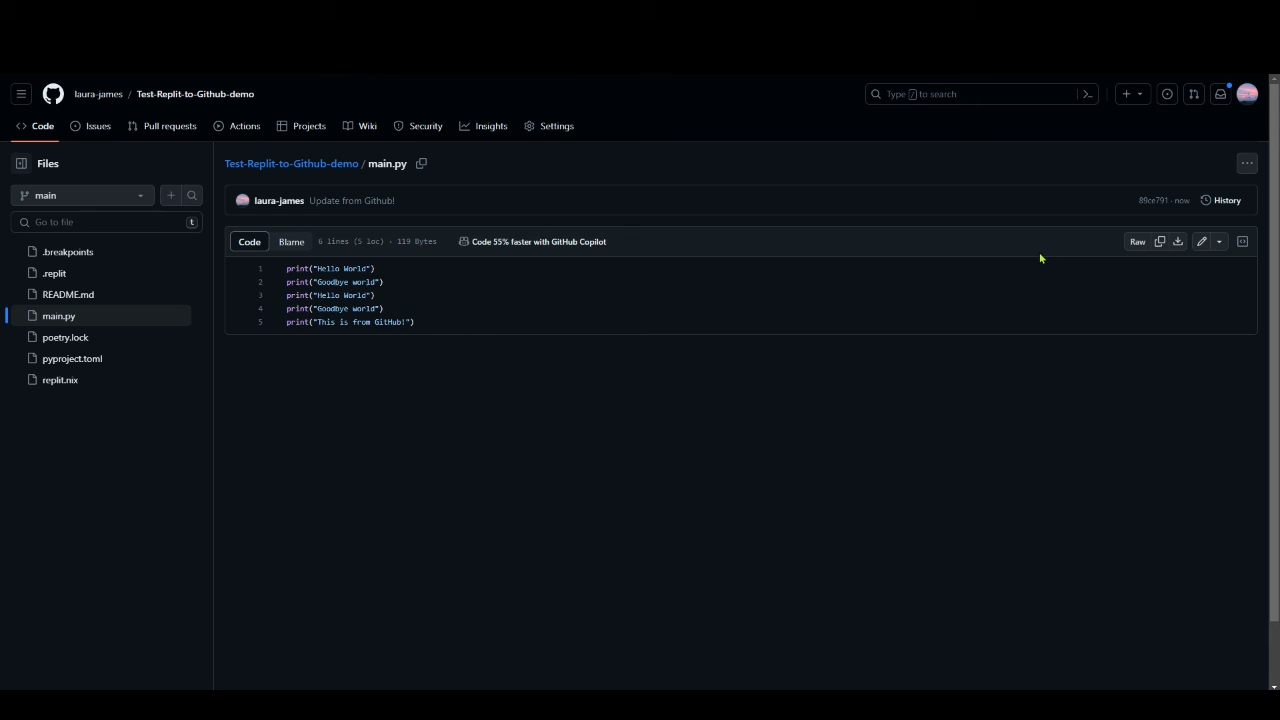 laura-james / Test-Replit-to-Github-demo
Type / to search
Code Issues Pull requests Actions Projects Wiki Security Insights Settings
Files
Test-Replit-to-Github-demo / main.py
main
laura-james Update from Github!
89ce791 · now History
Go to file t
Code Blame 6 lines (5 loc) · 119 Bytes Code 55% faster with GitHub Copilot Raw
.breakpoints
.replit
README.md
main.py
poetry.lock
pyproject.toml
replit.nix
1 print("Hello World")
2 print("Goodbye world")
3 print("Hello World")
4 print("Goodbye world")
5 print("This is from GitHub!")